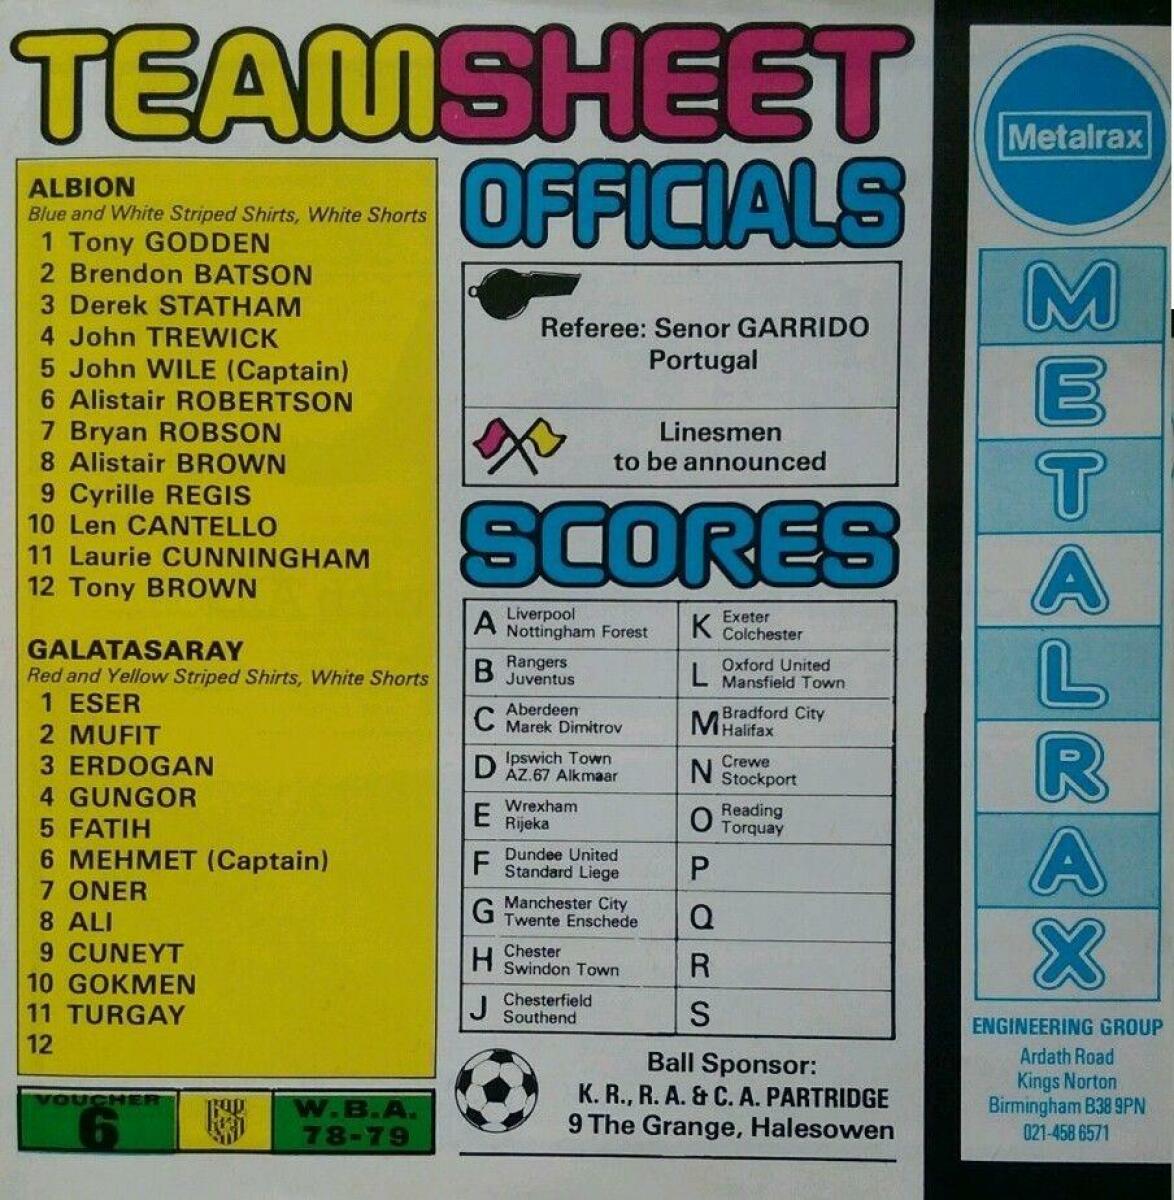 TEAMSHEET
ALBION
Blue and White Striped Shirts, White Shorts
1 Tony GODDEN
2 Brendon BATSON
3 Derek STATHAM
4 John TREWICK
5 John WILE (Captain)
6 Alistair ROBERTSON
7 Bryan ROBSON
8 Alistair BROWN
9 Cyrille REGIS
10 Len CANTELLO
11 Laurie CUNNINGHAM
12 Tony BROWN
GALATASARAY
Red and Yellow Striped Shirts, White Shorts
1 ESER
2 MUFIT
3 ERDOGAN
4 GUNGOR
5 FATIH
6 MEHMET (Captain)
7 ONER
8 ALI
9 CUNEYT
10 GOKMEN
11 TURGAY
12
VOUCHER
6
W.B.A.
78-79
OFFICIALS
Referee: Senor GARRIDO
Portugal
Linesmen
to be announced
SCORES
A Liverpool
Nottingham Forest
B Rangers
Juventus
C Aberdeen
Marek Dimitrov
D Ipswich Town
AZ.67 Alkmaar
E Wrexham
Rijeka
F Dundee United
Standard Liege
G Manchester City
Twente Enschede
H Chester
Swindon Town
J Chesterfield
Southend
K Exeter
Colchester
L Oxford United
Mansfield Town
M Bradford City
Halifax
N Crewe
Stockport
O Reading
Torquay
P
Q
R
S
Ball Sponsor:
K. R., R. A. & C. A. PARTRIDGE
9 The Grange, Halesowen
Metalrax
METALRAX
ENGINEERING GROUP
Ardath Road
Kings Norton
Birmingham B38 9PN
021-458 6571